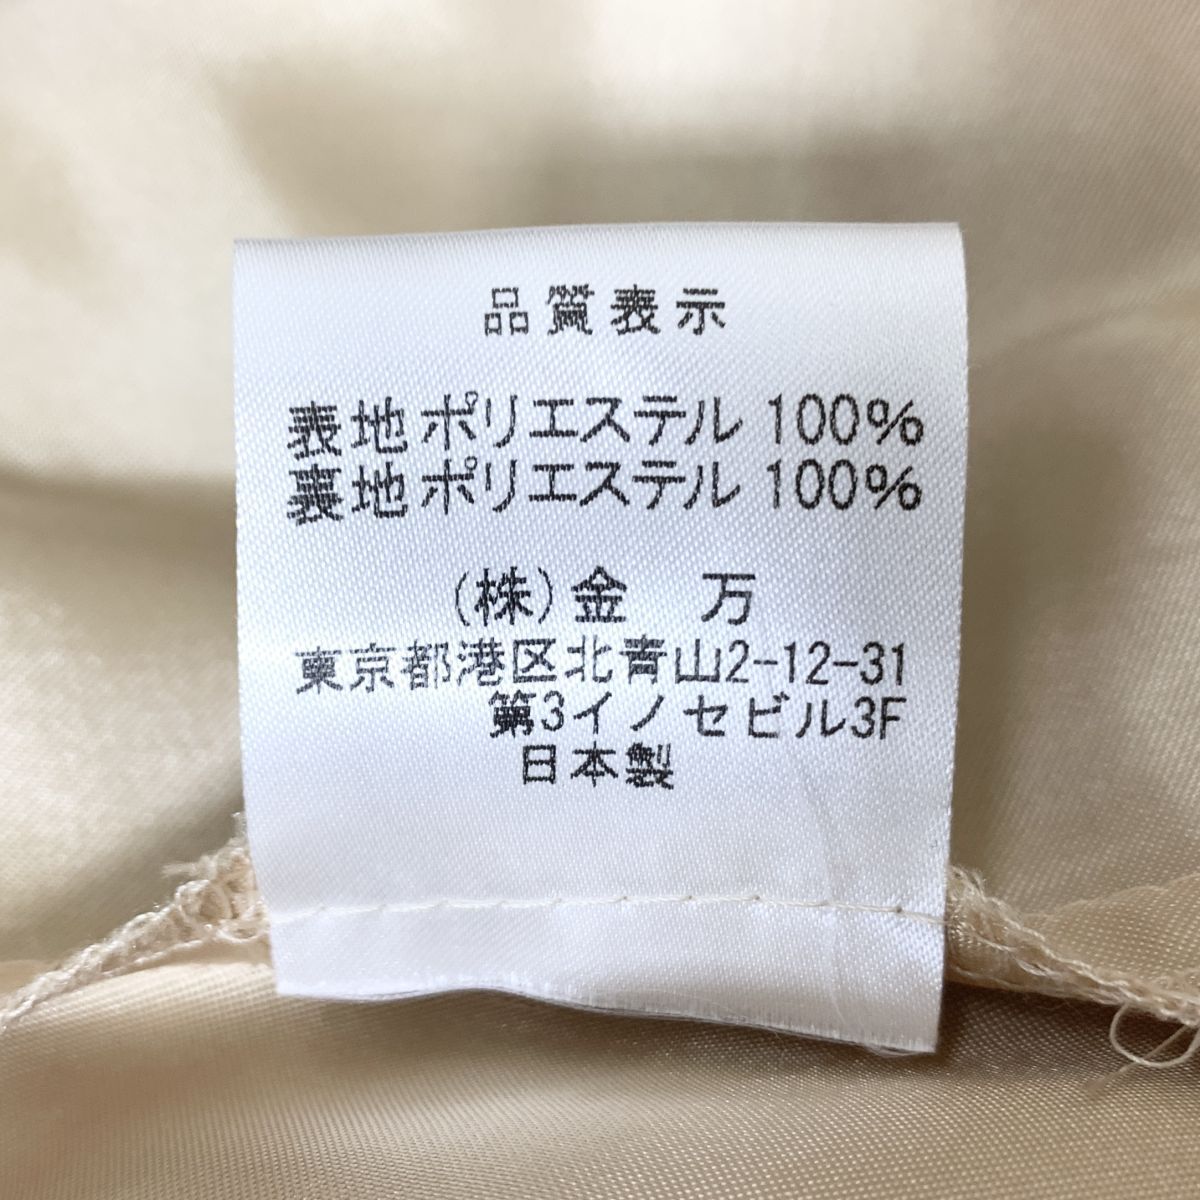 品質表示
表地ポリエステル 100%
裏地ポリエステル 100%
(株)金　万
東京都港区北青山2-12-31
第3イノセビル3F
日本製